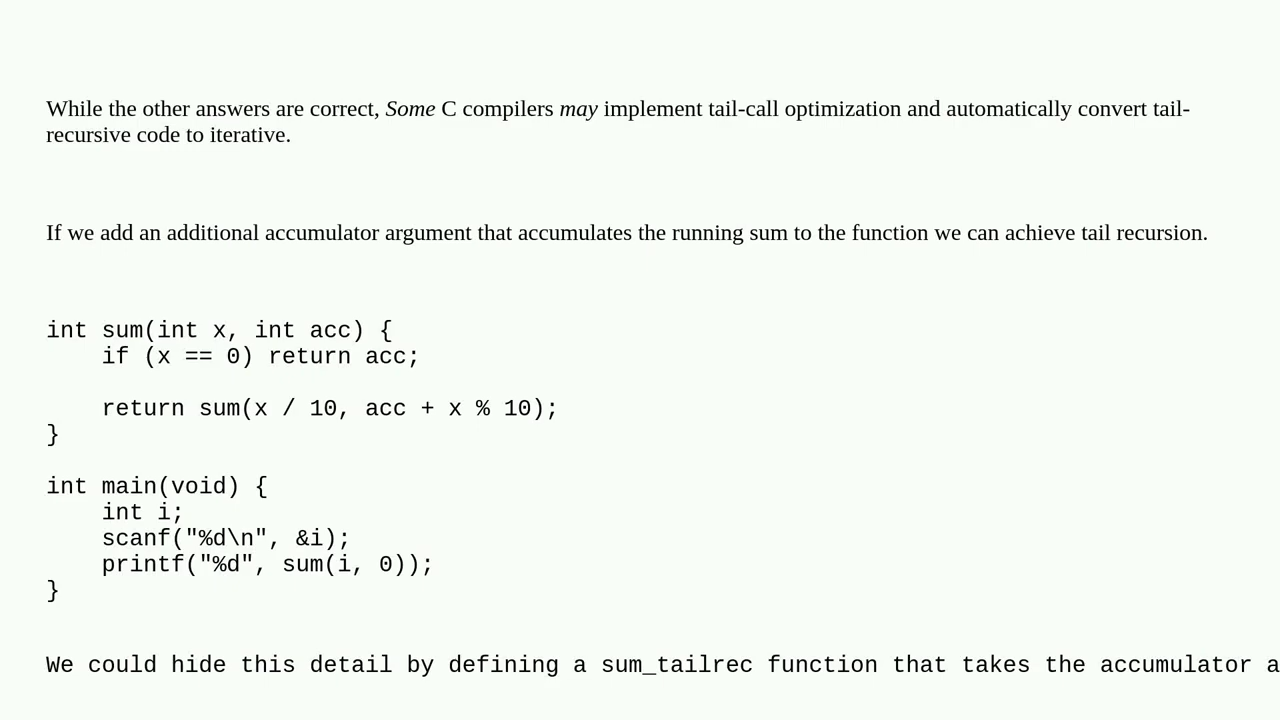 While the other answers are correct, Some C compilers may implement tail-call optimization and automatically convert tail-
recursive code to iterative.
If we add an additional accumulator argument that accumulates the running sum to the function we can achieve tail recursion.
int sum(int x, int acc) {
    if (x == 0) return acc;
    return sum(x / 10, acc + x % 10);
}
int main(void) {
    int i;
    scanf("%d\n", &i);
    printf("%d", sum(i, 0));
}
We could hide this detail by defining a sum_tailrec function that takes the accumulator a